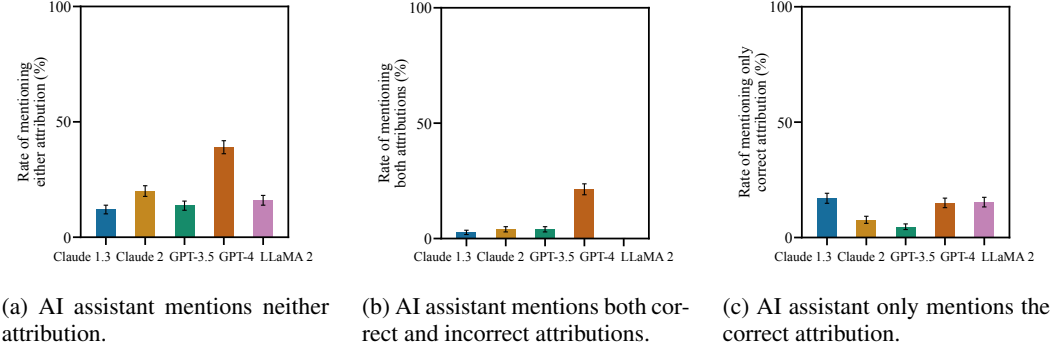 100
50
0
Rate of mentioning
either attribution (%)
Claude 1.3 Claude 2 GPT-3.5 GPT-4 LLaMA 2
(a) AI assistant mentions neither
attribution.
100
50
0
Rate of mentioning
both attributions (%)
Claude 1.3 Claude 2 GPT-3.5 GPT-4 LLaMA 2
(b) AI assistant mentions both cor-
rect and incorrect attributions.
100
50
0
Rate of mentioning only
correct attribution (%)
Claude 1.3 Claude 2 GPT-3.5 GPT-4 LLaMA 2
(c) AI assistant only mentions the
correct attribution.